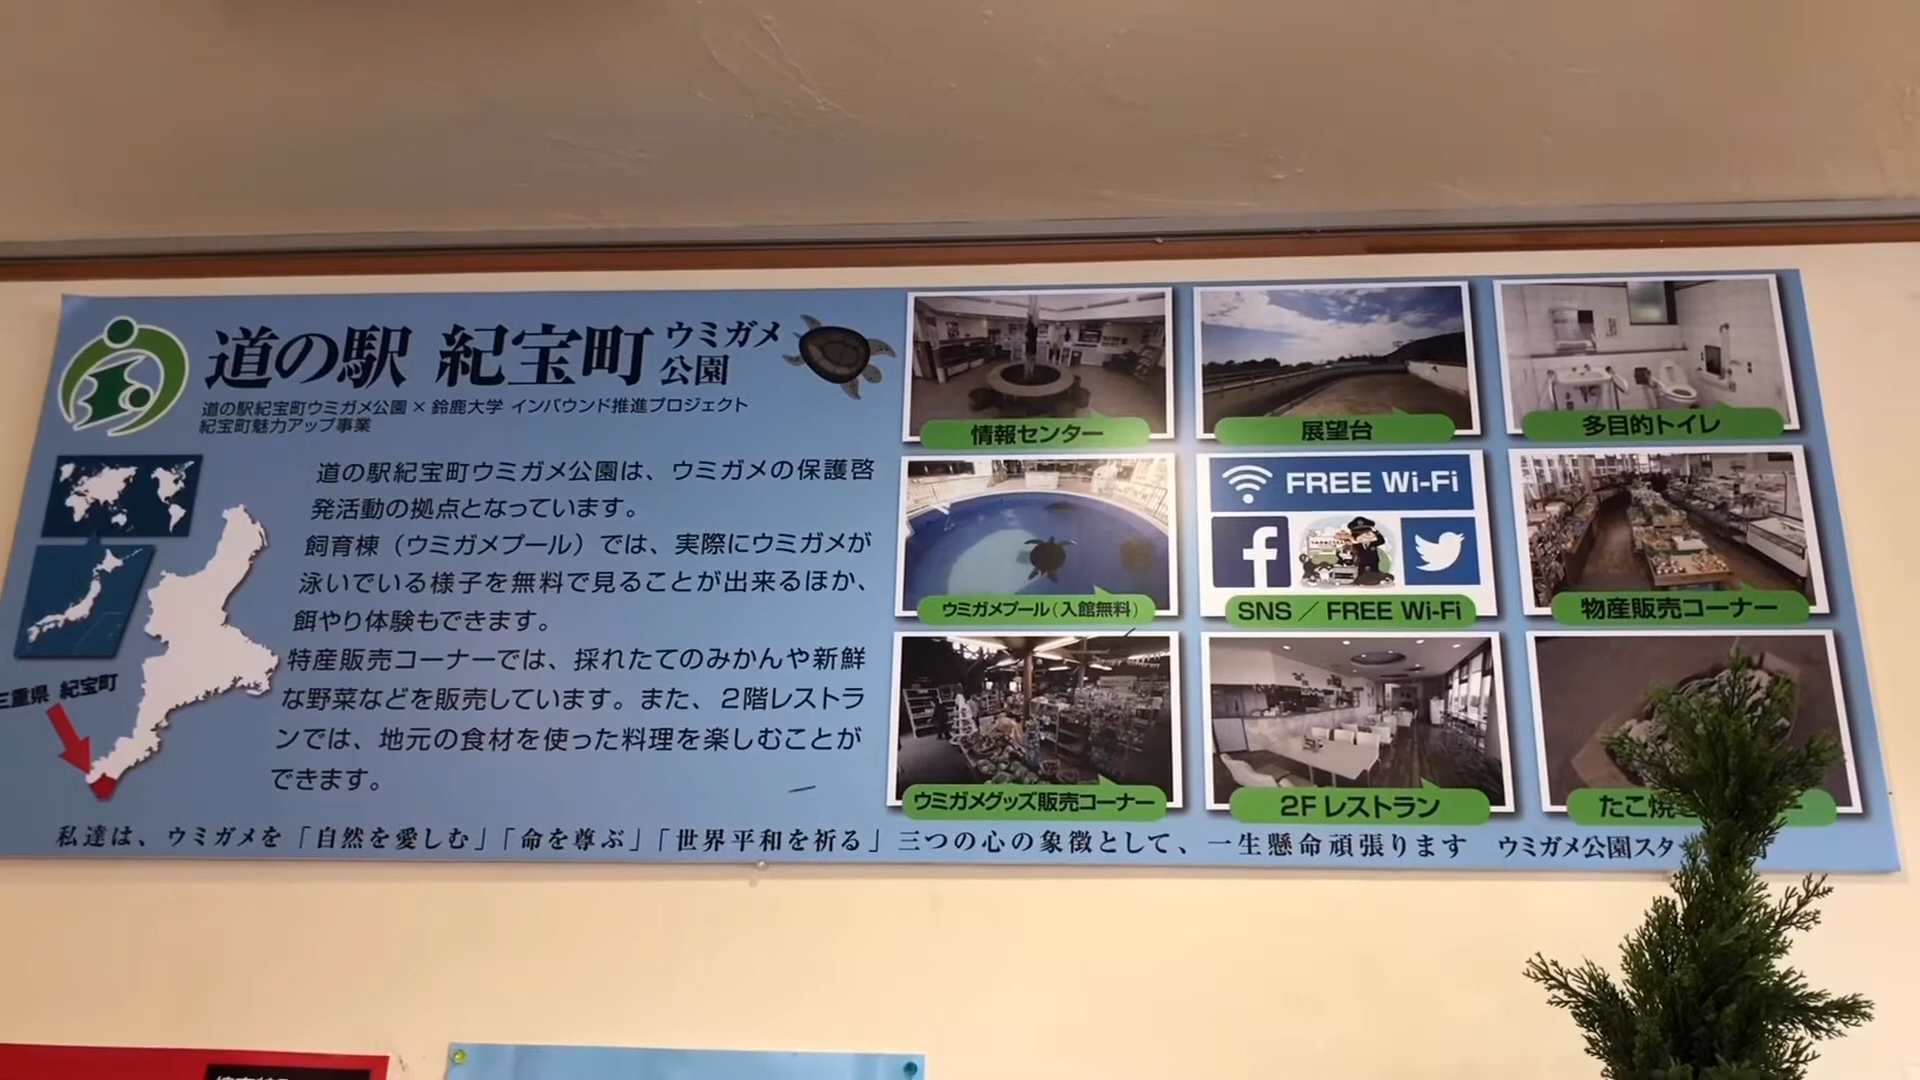 道の駅 紀宝町 ウミガメ公園
道の駅紀宝町ウミガメ公園 × 鈴鹿大学 インバウンド推進プロジェクト
紀宝町魅力アップ事業
道の駅紀宝町ウミガメ公園は、ウミガメの保護啓
発活動の拠点となっています。
飼育棟（ウミガメプール）では、実際にウミガメが
泳いでいる様子を無料で見ることが出来るほか、
餌やり体験もできます。
特産販売コーナーでは、採れたてのみかんや新鮮
な野菜などを販売しています。また、２階レストラ
ンでは、地元の食材を使った料理を楽しむことが
できます。
三重県 紀宝町
情報センター
展望台
多目的トイレ
ウミガメプール（入館無料）
FREE Wi-Fi
SNS／FREE Wi-Fi
物産販売コーナー
ウミガメグッズ販売コーナー
2F レストラン
たこ焼
私達は、ウミガメを「自然を愛しむ」「命を尊ぶ」「世界平和を祈る」三つの心の象徴として、一生懸命頑張ります ウミガメ公園スタ